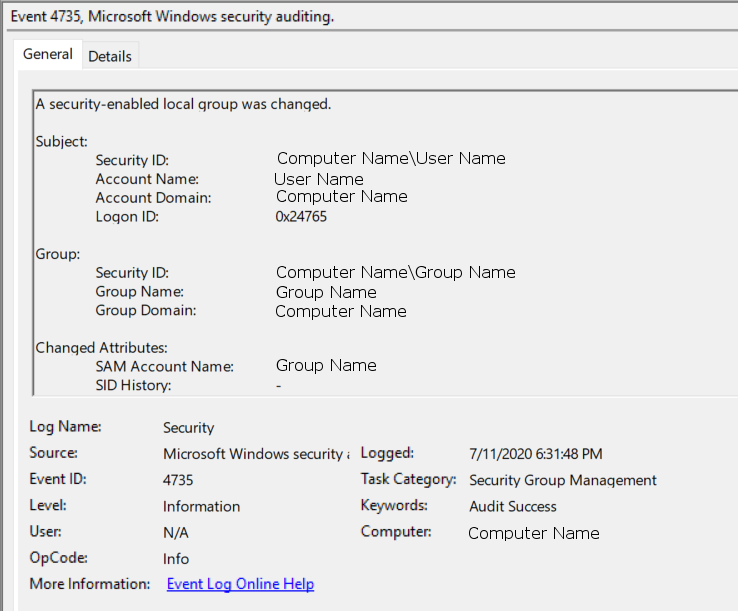 Event 4735, Microsoft Windows security auditing.
General Details
A security-enabled local group was changed.
Subject:
Security ID: Computer Name\User Name
Account Name: User Name
Account Domain: Computer Name
Logon ID: 0x24765
Group:
Security ID: Computer Name\Group Name
Group Name: Group Name
Group Domain: Computer Name
Changed Attributes:
SAM Account Name: Group Name
SID History: -
Log Name: Security
Source: Microsoft Windows security a Logged: 7/11/2020 6:31:48 PM
Event ID: 4735 Task Category: Security Group Management
Level: Information Keywords: Audit Success
User: N/A Computer: Computer Name
OpCode: Info
More Information: Event Log Online Help